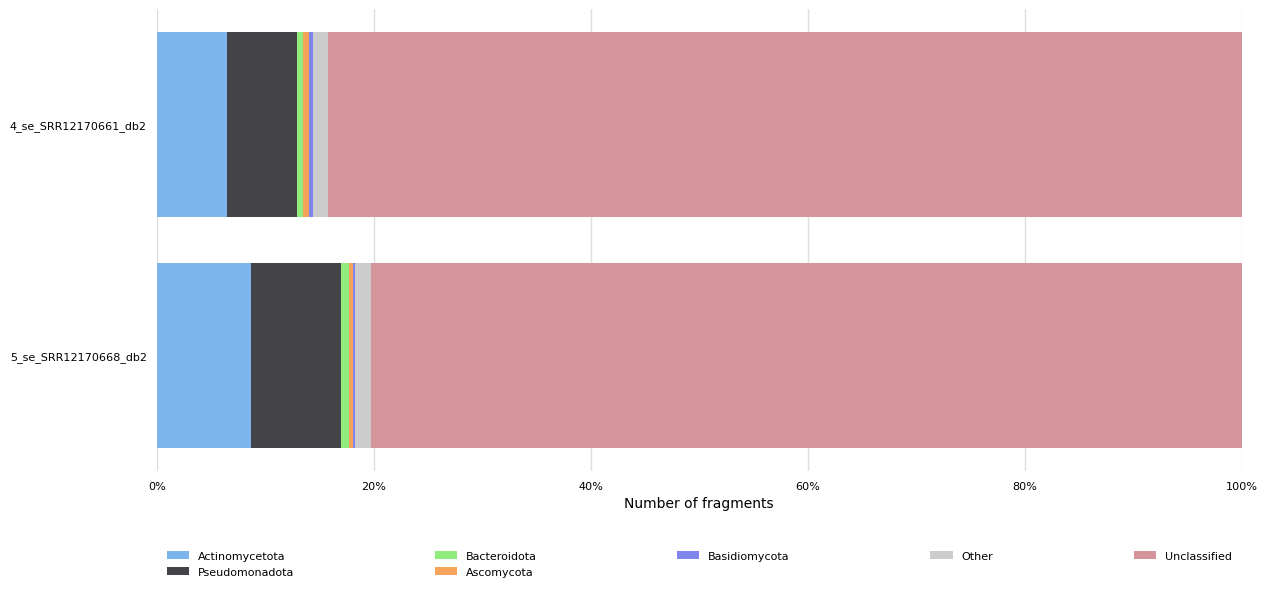 4_se_SRR12170661_db2
5_se_SRR12170668_db2
0% 20% 40% 60% 80% 100%
Number of fragments
Actinomycetota Bacteroidota Basidiomycota Other Unclassified
Pseudomonadota Ascomycota